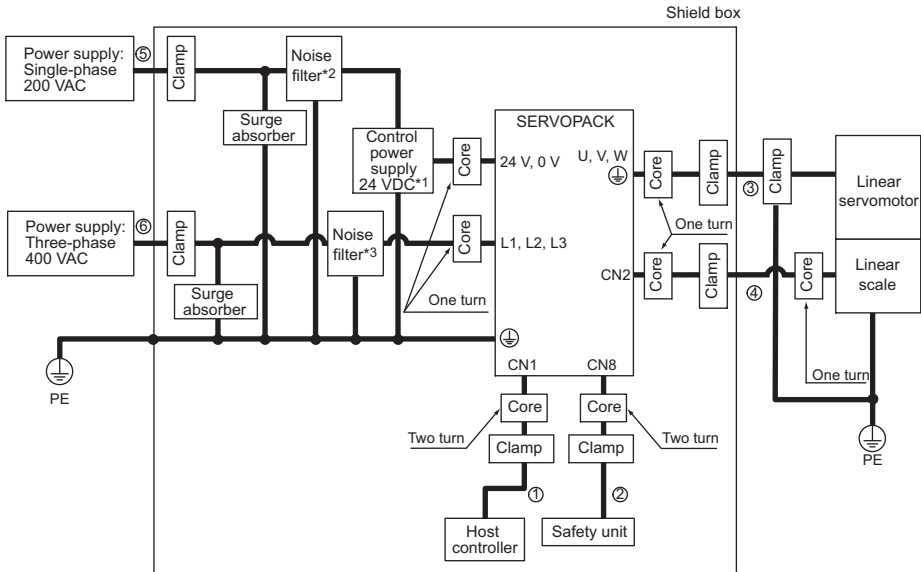 Shield box
Power supply:
Single-phase
200 VAC
⑤
Clamp
Noise
filter*2
Surge
absorber
Control
power
supply
24 VDC*1
Core
SERVOPACK
24 V, 0 V
U, V, W
Core
Clamp
③
Clamp
Linear
servomotor
Power supply:
Three-phase
400 VAC
⑥
Clamp
Noise
filter*3
Core
L1, L2, L3
One turn
One turn
CN2
Core
Clamp
④
Core
Linear
scale
Surge
absorber
One turn
PE
CN1
CN8
Core
Core
Two turn
Two turn
Clamp
Clamp
PE
①
②
Host
controller
Safety unit